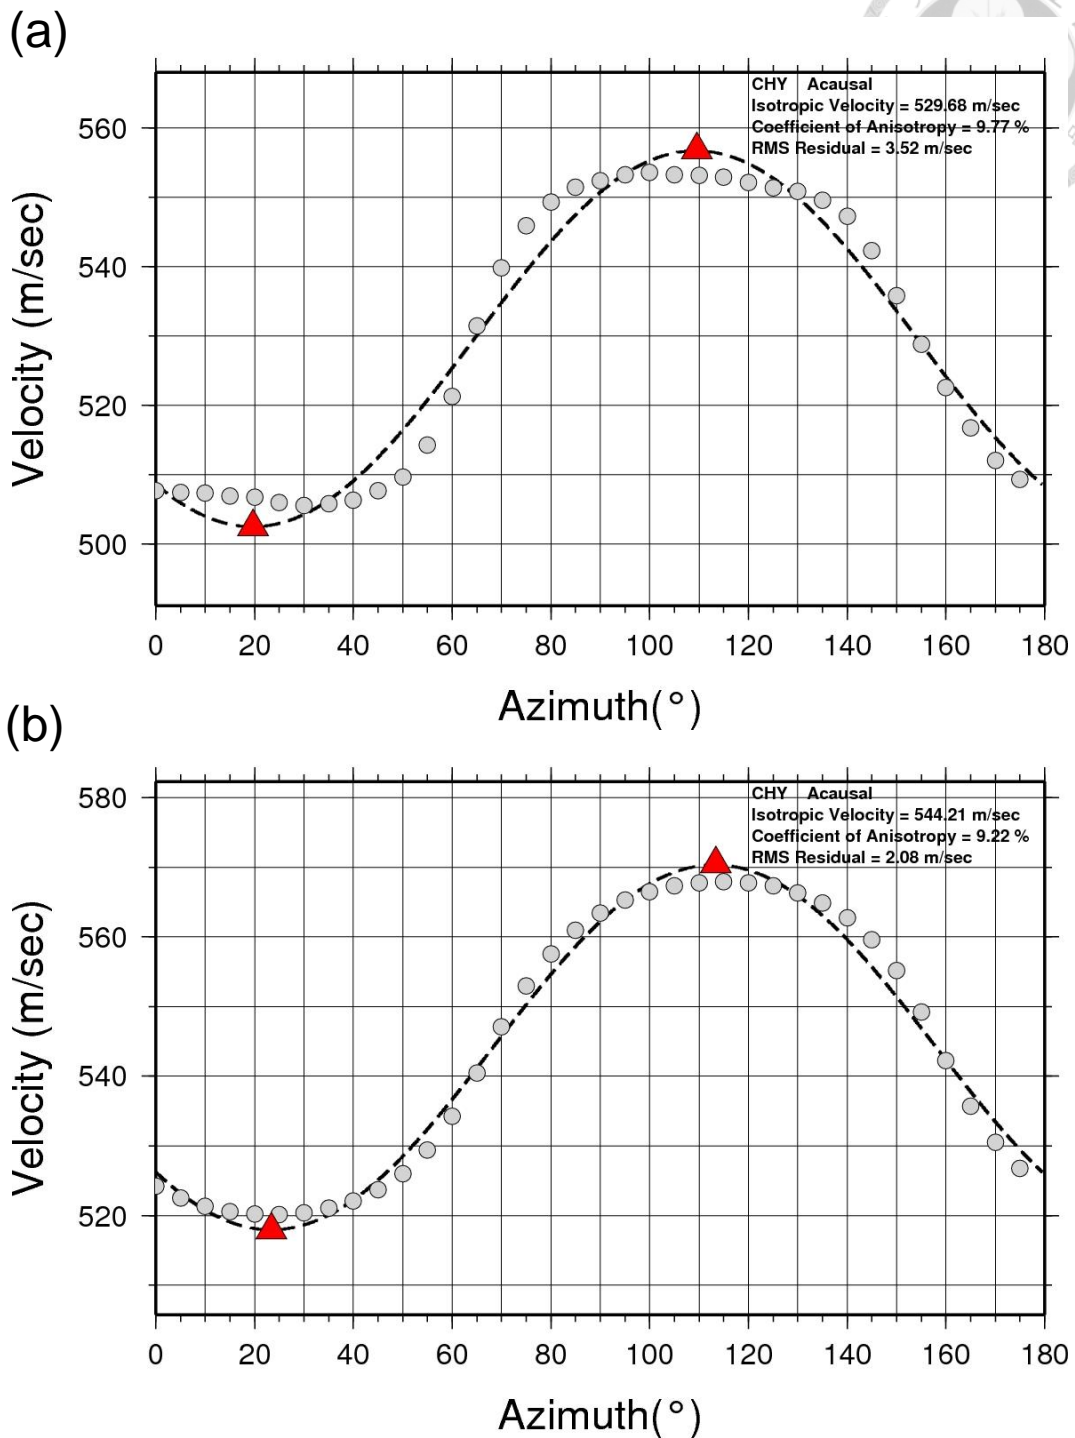 (a)
CHY Acausal
Isotropic Velocity = 529.68 m/sec
Coefficient of Anisotropy = 9.77 %
RMS Residual = 3.52 m/sec
Velocity (m/sec)
560
540
520
500
0 20 40 60 80 100 120 140 160 180
Azimuth(°)
(b)
CHY Acausal
Isotropic Velocity = 544.21 m/sec
Coefficient of Anisotropy = 9.22 %
RMS Residual = 2.08 m/sec
Velocity (m/sec)
580
560
540
520
0 20 40 60 80 100 120 140 160 180
Azimuth(°)